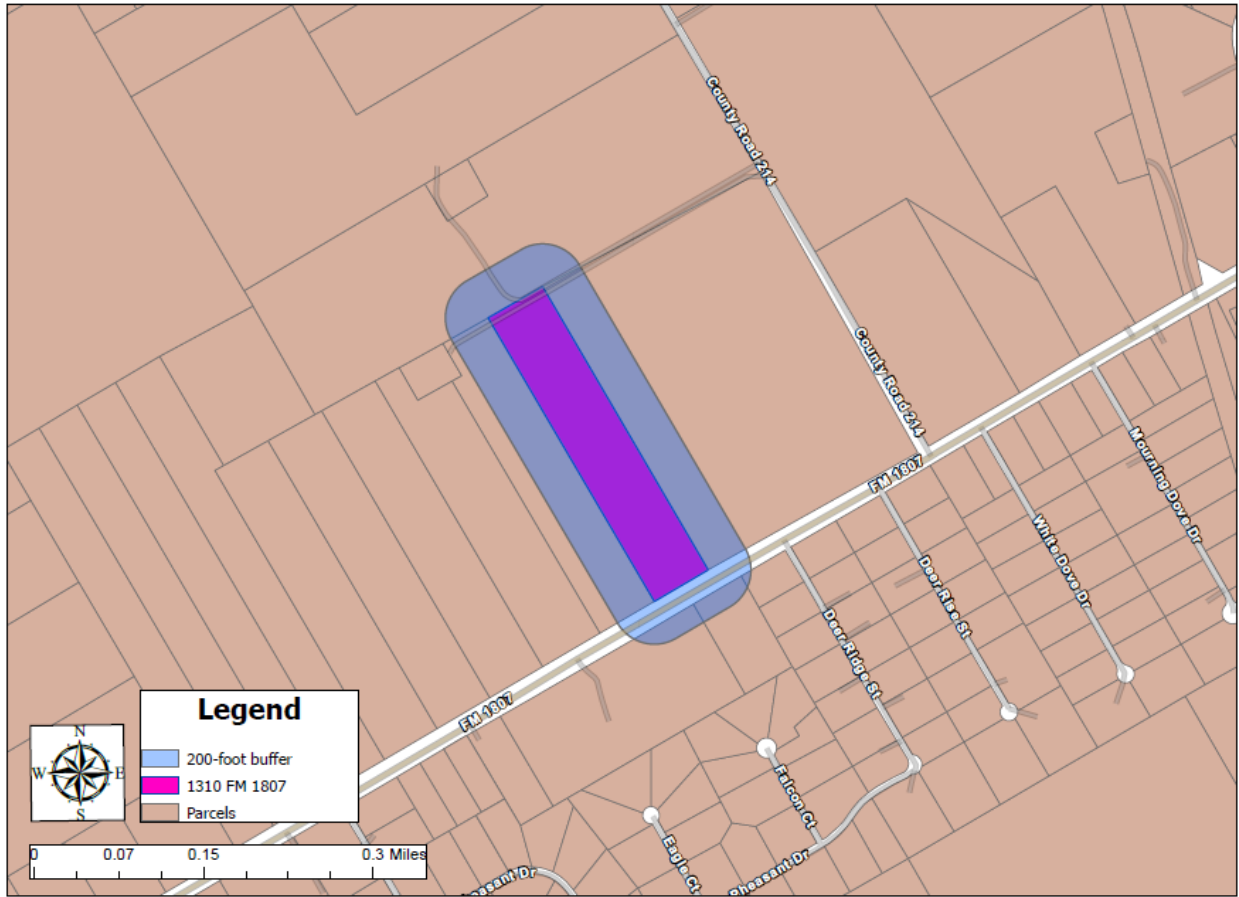 County Road 214
County Road 214
FM 1807
Mourning Dove Dr
White Dove Dr
Deer Rise St
Deer Ridge St
FM 1807
Falcon Ct
Eagle Ct
Pheasant Dr
easant Dr
Legend
200-foot buffer
1310 FM 1807
Parcels
N
W E
S
0 0.07 0.15 0.3 Miles